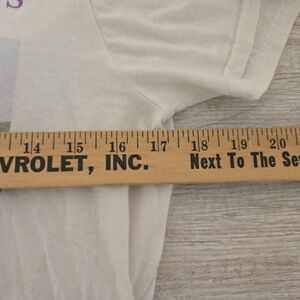 S
14 15 16 17 18 19 20
VROLET, INC. Next To The Se